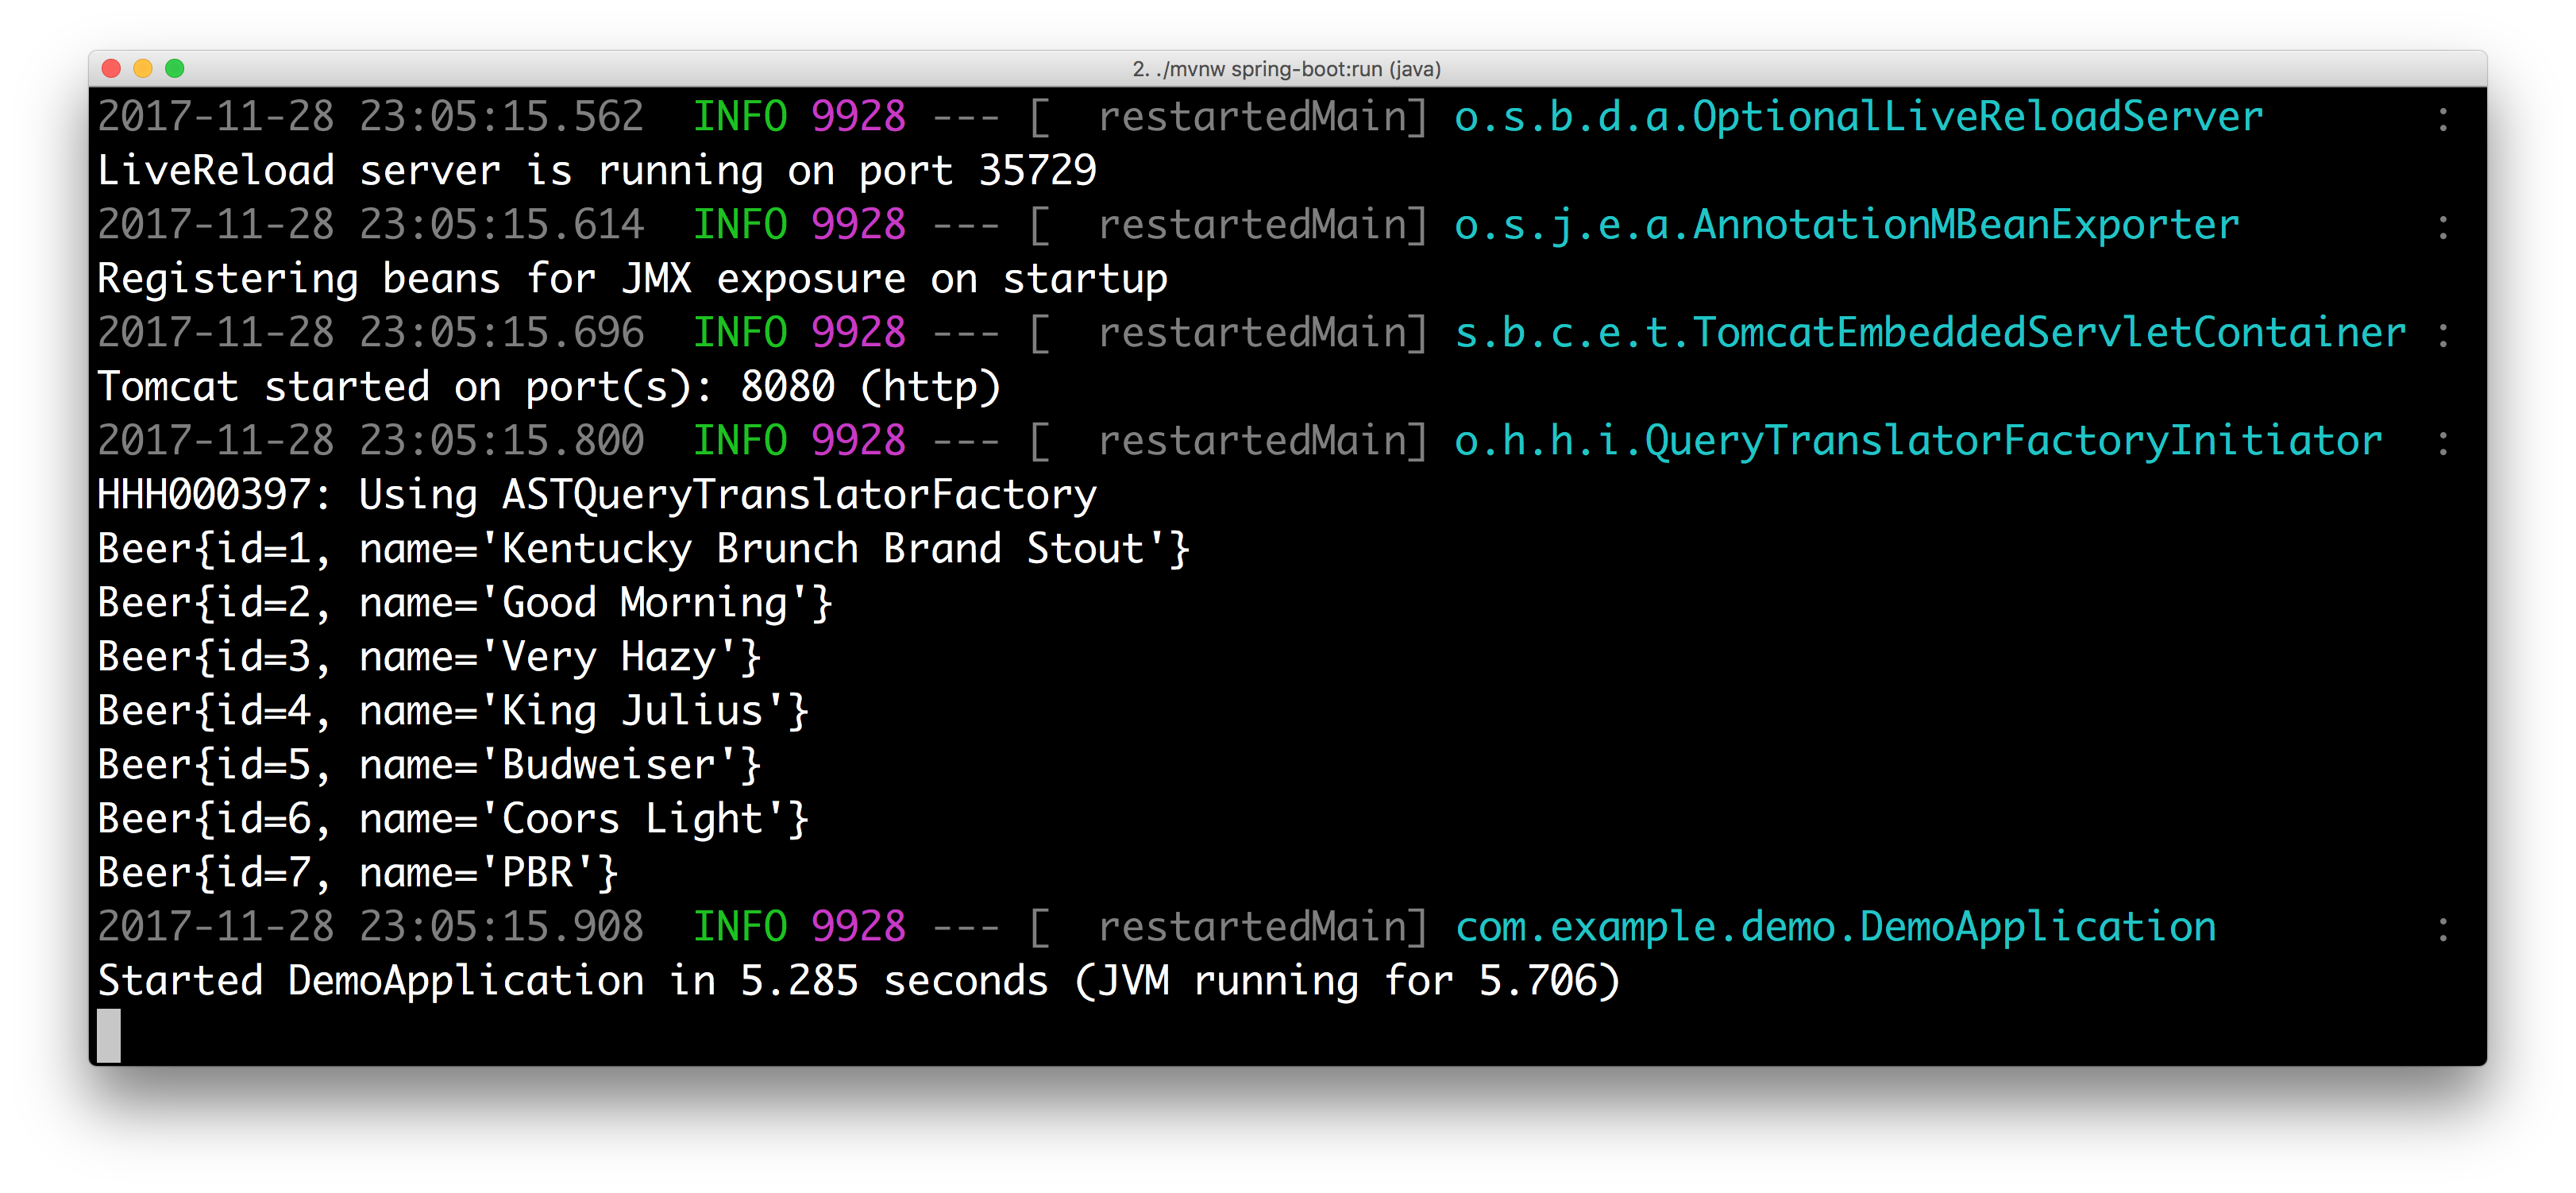 2. ./mvnw spring-boot:run (java)
2017-11-28 23:05:15.562  INFO 9928 --- [  restartedMain] o.s.b.d.a.OptionalLiveReloadServer       :
LiveReload server is running on port 35729
2017-11-28 23:05:15.614  INFO 9928 --- [  restartedMain] o.s.j.e.a.AnnotationMBeanExporter        :
Registering beans for JMX exposure on startup
2017-11-28 23:05:15.696  INFO 9928 --- [  restartedMain] s.b.c.e.t.TomcatEmbeddedServletContainer :
Tomcat started on port(s): 8080 (http)
2017-11-28 23:05:15.800  INFO 9928 --- [  restartedMain] o.h.h.i.QueryTranslatorFactoryInitiator  :
HHH000397: Using ASTQueryTranslatorFactory
Beer{id=1, name='Kentucky Brunch Brand Stout'}
Beer{id=2, name='Good Morning'}
Beer{id=3, name='Very Hazy'}
Beer{id=4, name='King Julius'}
Beer{id=5, name='Budweiser'}
Beer{id=6, name='Coors Light'}
Beer{id=7, name='PBR'}
2017-11-28 23:05:15.908  INFO 9928 --- [  restartedMain] com.example.demo.DemoApplication         :
Started DemoApplication in 5.285 seconds (JVM running for 5.706)